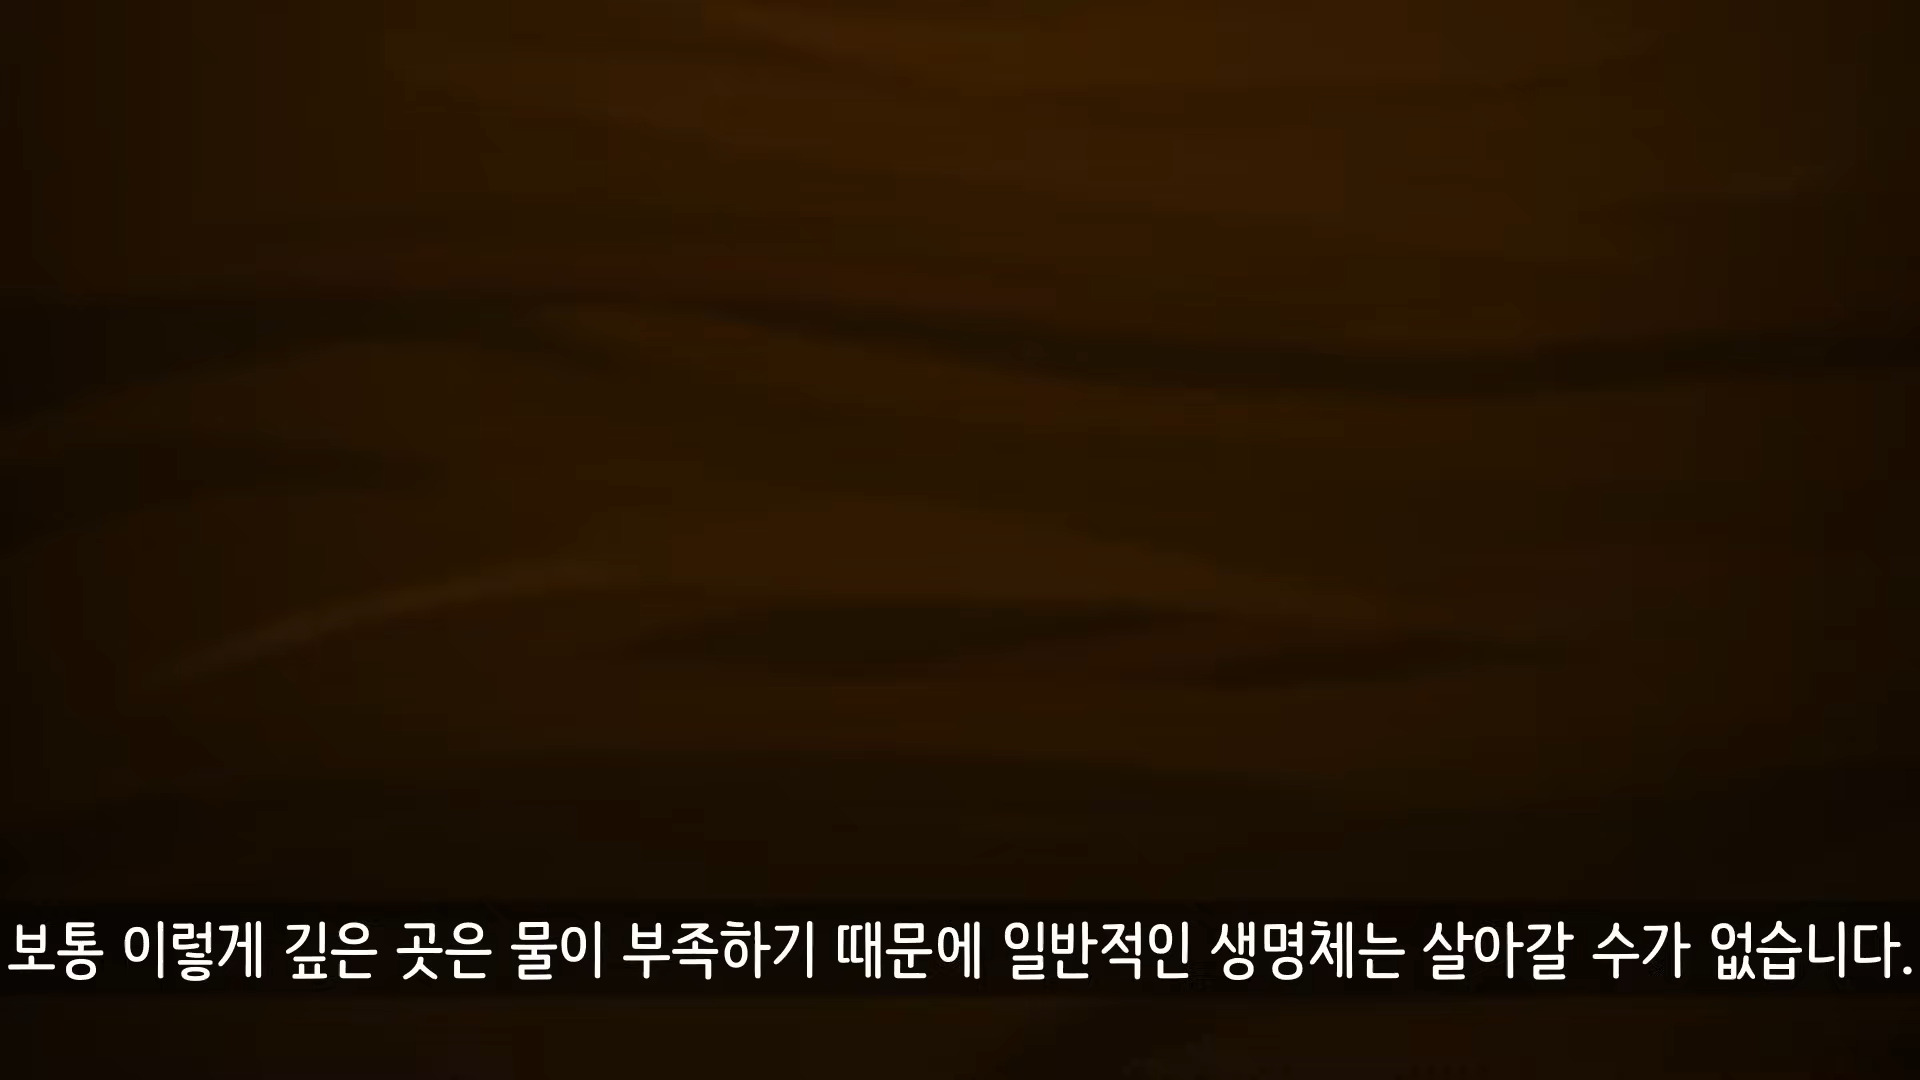 보통 이렇게 깊은 곳은 물이 부족하기 때문에 일반적인 생명체는 살아갈 수가 없습니다.